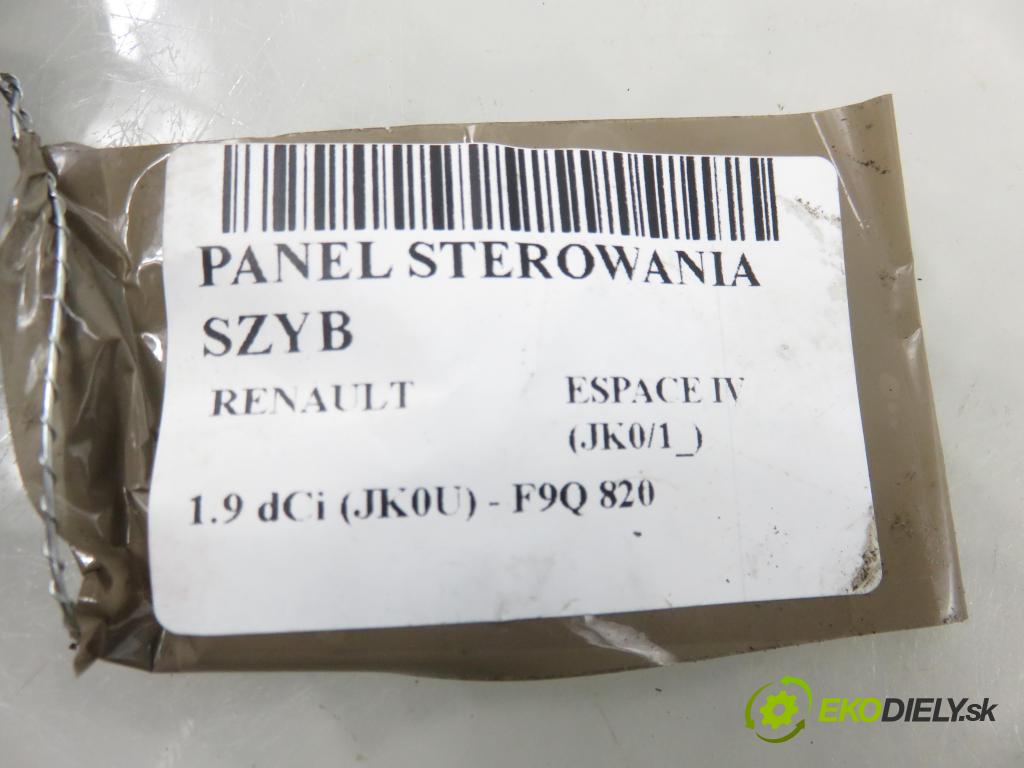 PANEL STEROWANIA
SZYB
RENAULT
ESPACE IV
(JK0/1_)
1.9 dCi (JK0U) - F9Q 820
EKODIELY.sk